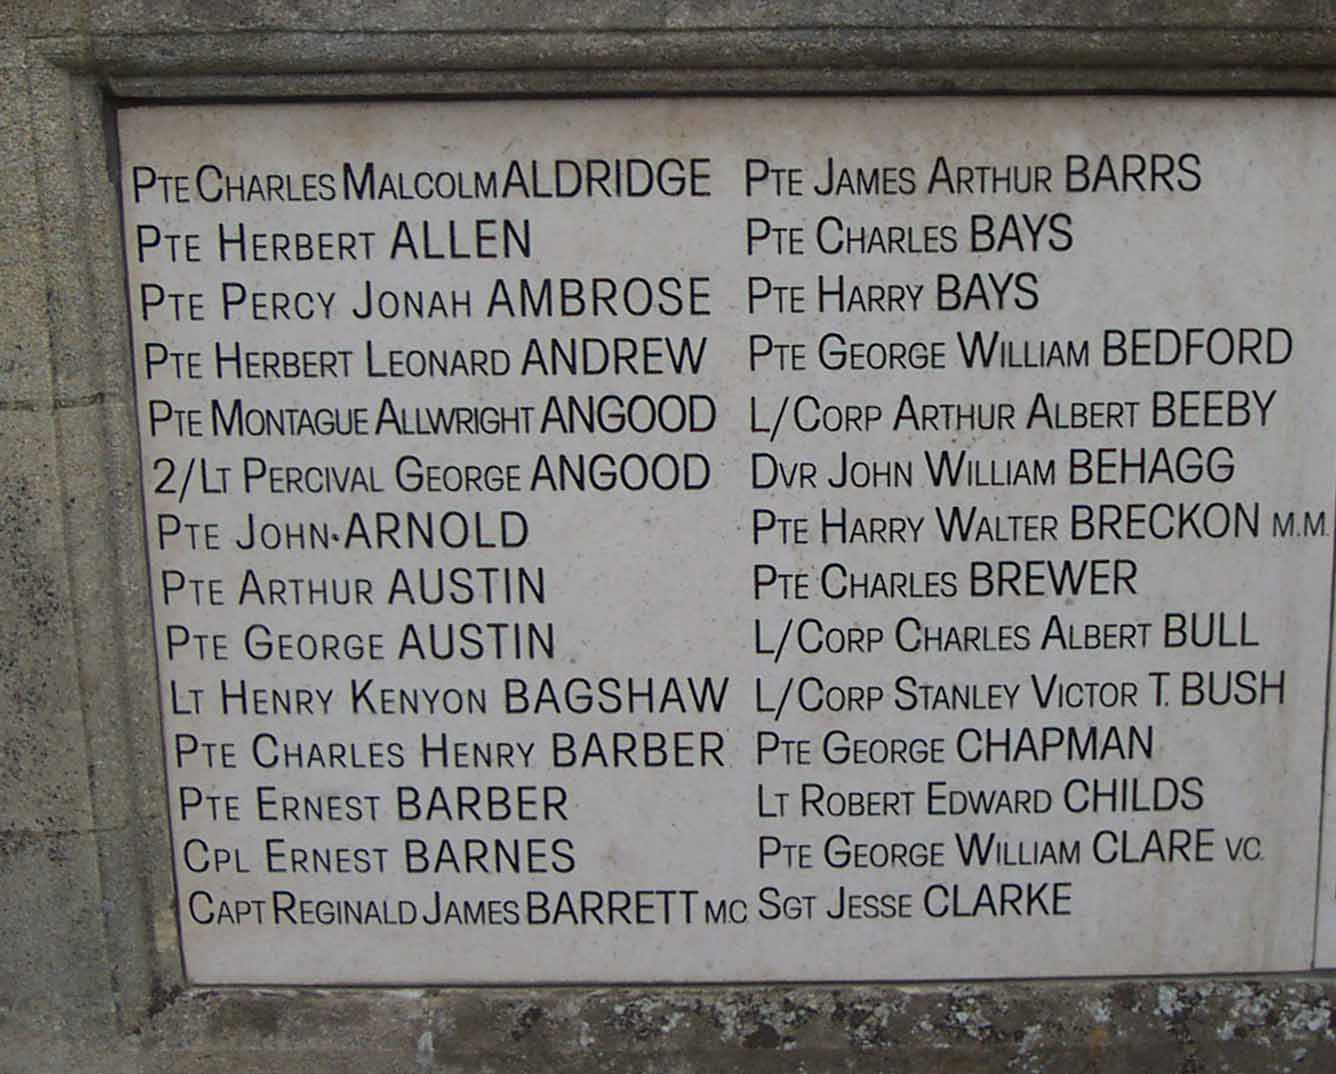 Pte Charles Malcolm ALDRIDGE
Pte Herbert ALLEN
Pte Percy Jonah AMBROSE
Pte Herbert Leonard ANDREW
Pte Montague Allwright ANGOOD
2/Lt Percival George ANGOOD
Pte John ARNOLD
Pte Arthur AUSTIN
Pte George AUSTIN
Lt Henry Kenyon BAGSHAW
Pte Charles Henry BARBER
Pte Ernest BARBER
Cpl Ernest BARNES
Capt Reginald James BARRETT MC
Pte James Arthur BARRS
Pte Charles BAYS
Pte Harry BAYS
Pte George William BEDFORD
L/Corp Arthur Albert BEEBY
Dvr John William BEHAGG
Pte Harry Walter BRECKON M.M.
Pte Charles BREWER
L/Corp Charles Albert BULL
L/Corp Stanley Victor T. BUSH
Pte George CHAPMAN
Lt Robert Edward CHILDS
Pte George William CLARE V.C.
Sgt Jesse CLARKE